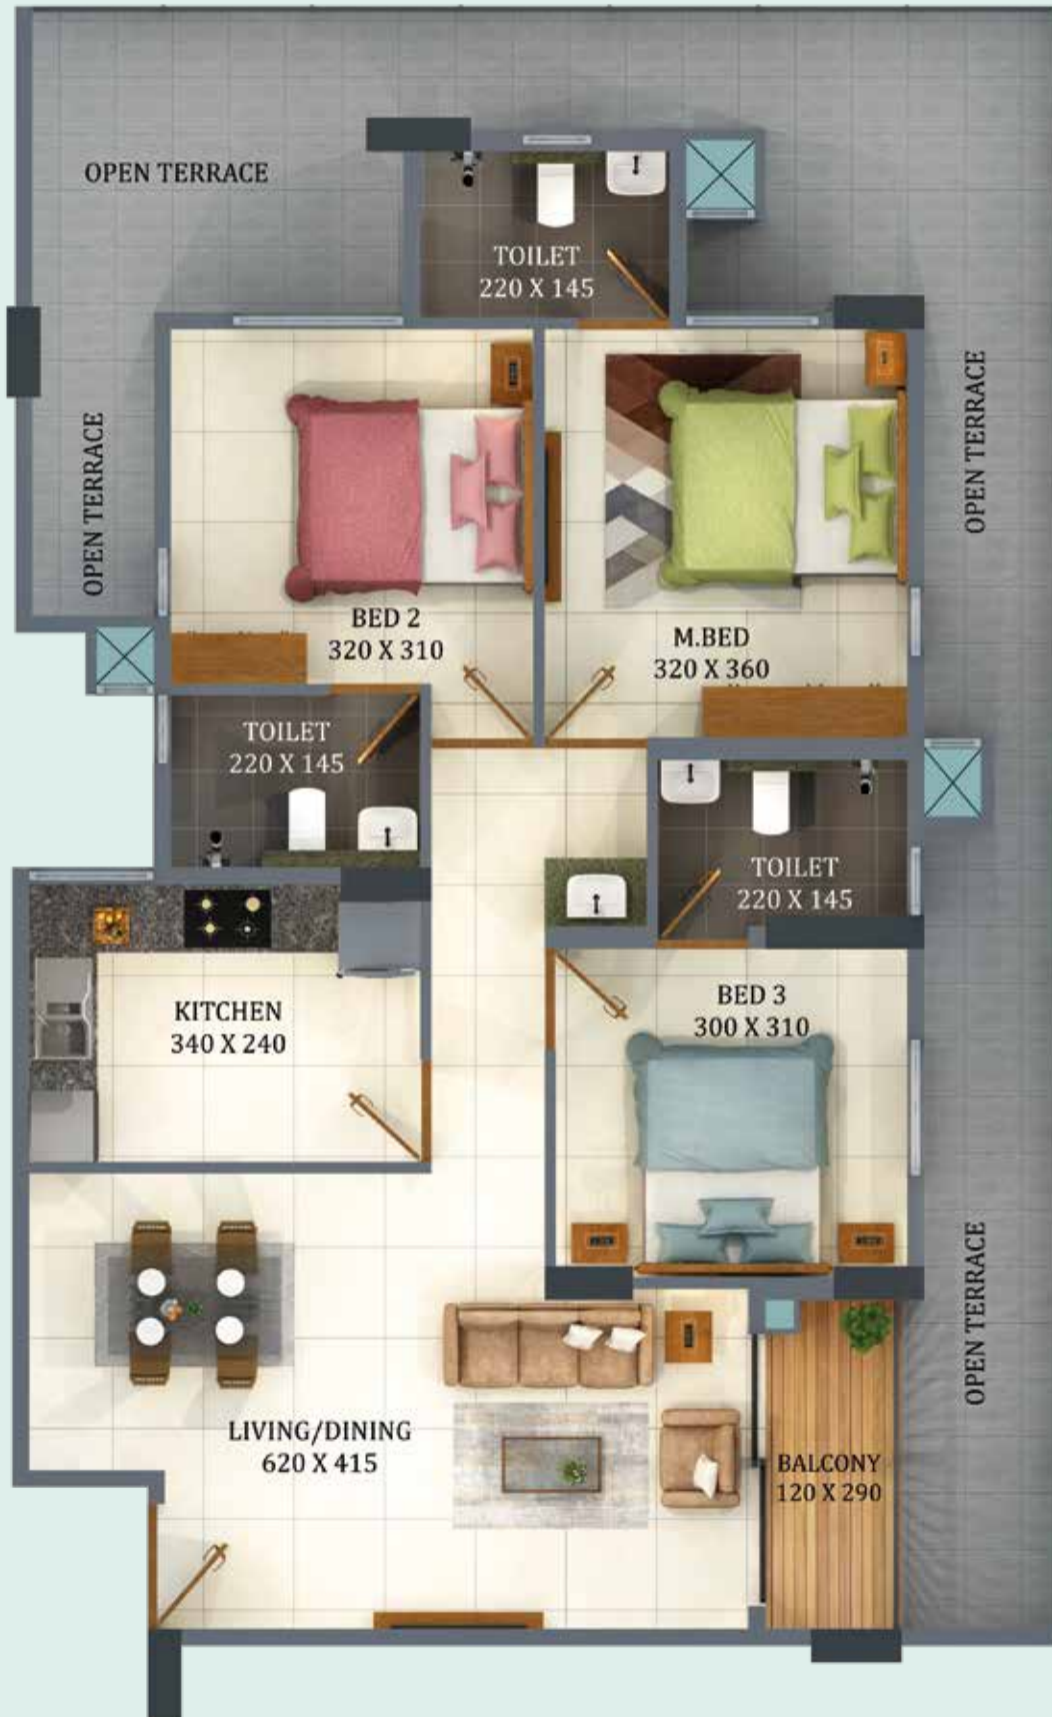 OPEN TERRACE
TOILET
220 X 145
OPEN TERRACE
OPEN TERRACE
BED 2
320 X 310
M.BED
320 X 360
TOILET
220 X 145
TOILET
220 X 145
KITCHEN
340 X 240
BED 3
300 X 310
OPEN TERRACE
LIVING/DINING
620 X 415
BALCONY
120 X 290